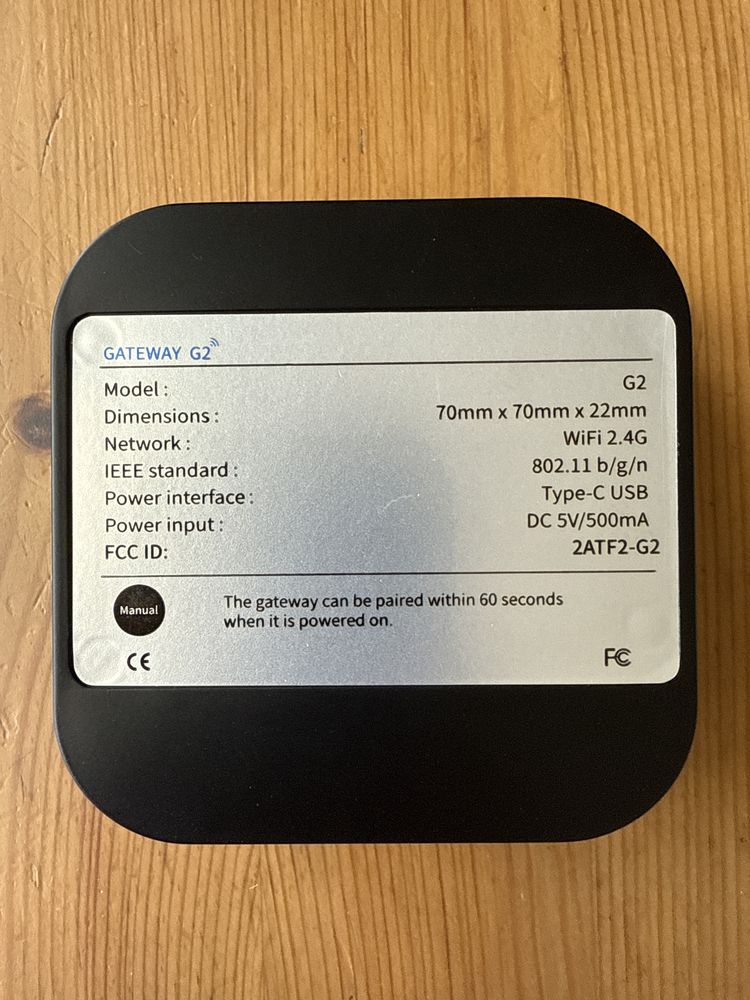 GATEWAY G2
Model : G2
Dimensions : 70mm x 70mm x 22mm
Network : WiFi 2.4G
IEEE standard : 802.11 b/g/n
Power interface : Type-C USB
Power input : DC 5V/500mA
FCC ID: 2ATF2-G2
Manual
The gateway can be paired within 60 seconds
when it is powered on.
CE FC